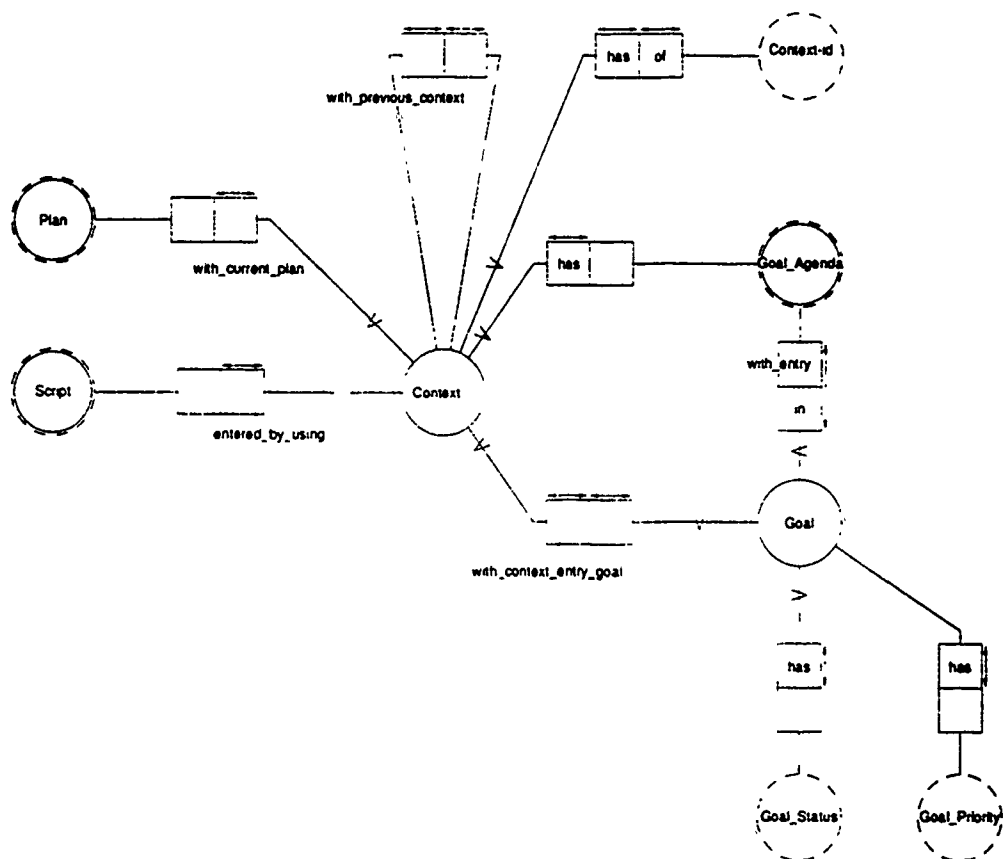 has of
Context-id
with_previous_context
Plan
with_current_plan
has
Goal_Agenda
with_entry
in
Script
Context
entered_by_using
Goal
with_context_entry_goal
has
has
Goal_Status
Goal_Priority